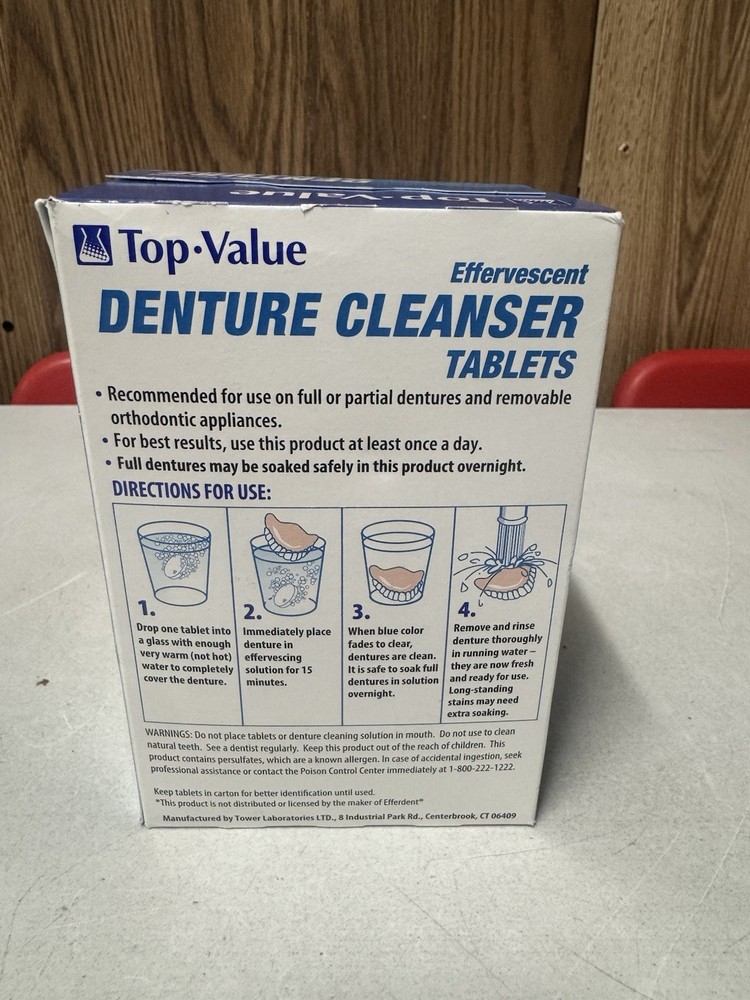 Top·Value
Top·Value
Effervescent
DENTURE CLEANSER
TABLETS
• Recommended for use on full or partial dentures and removable
orthodontic appliances.
• For best results, use this product at least once a day.
• Full dentures may be soaked safely in this product overnight.
DIRECTIONS FOR USE:
1.
Drop one tablet into
a glass with enough
very warm (not hot)
water to completely
cover the denture.
2.
Immediately place
denture in
effervescing
solution for 15
minutes.
3.
When blue color
fades to clear,
dentures are clean.
It is safe to soak full
dentures in solution
overnight.
4.
Remove and rinse
denture thoroughly
in running water –
they are now fresh
and ready for use.
Long-standing
stains may need
extra soaking.
WARNINGS: Do not place tablets or denture cleaning solution in mouth. Do not use to clean
natural teeth. See a dentist regularly. Keep this product out of the reach of children. This
product contains persulfates, which are a known allergen. In case of accidental ingestion, seek
professional assistance or contact the Poison Control Center immediately at 1-800-222-1222.
Keep tablets in carton for better identification until used.
*This product is not distributed or licensed by the maker of Efferdent®
Manufactured by Tower Laboratories LTD., 8 Industrial Park Rd., Centerbrook, CT 06409